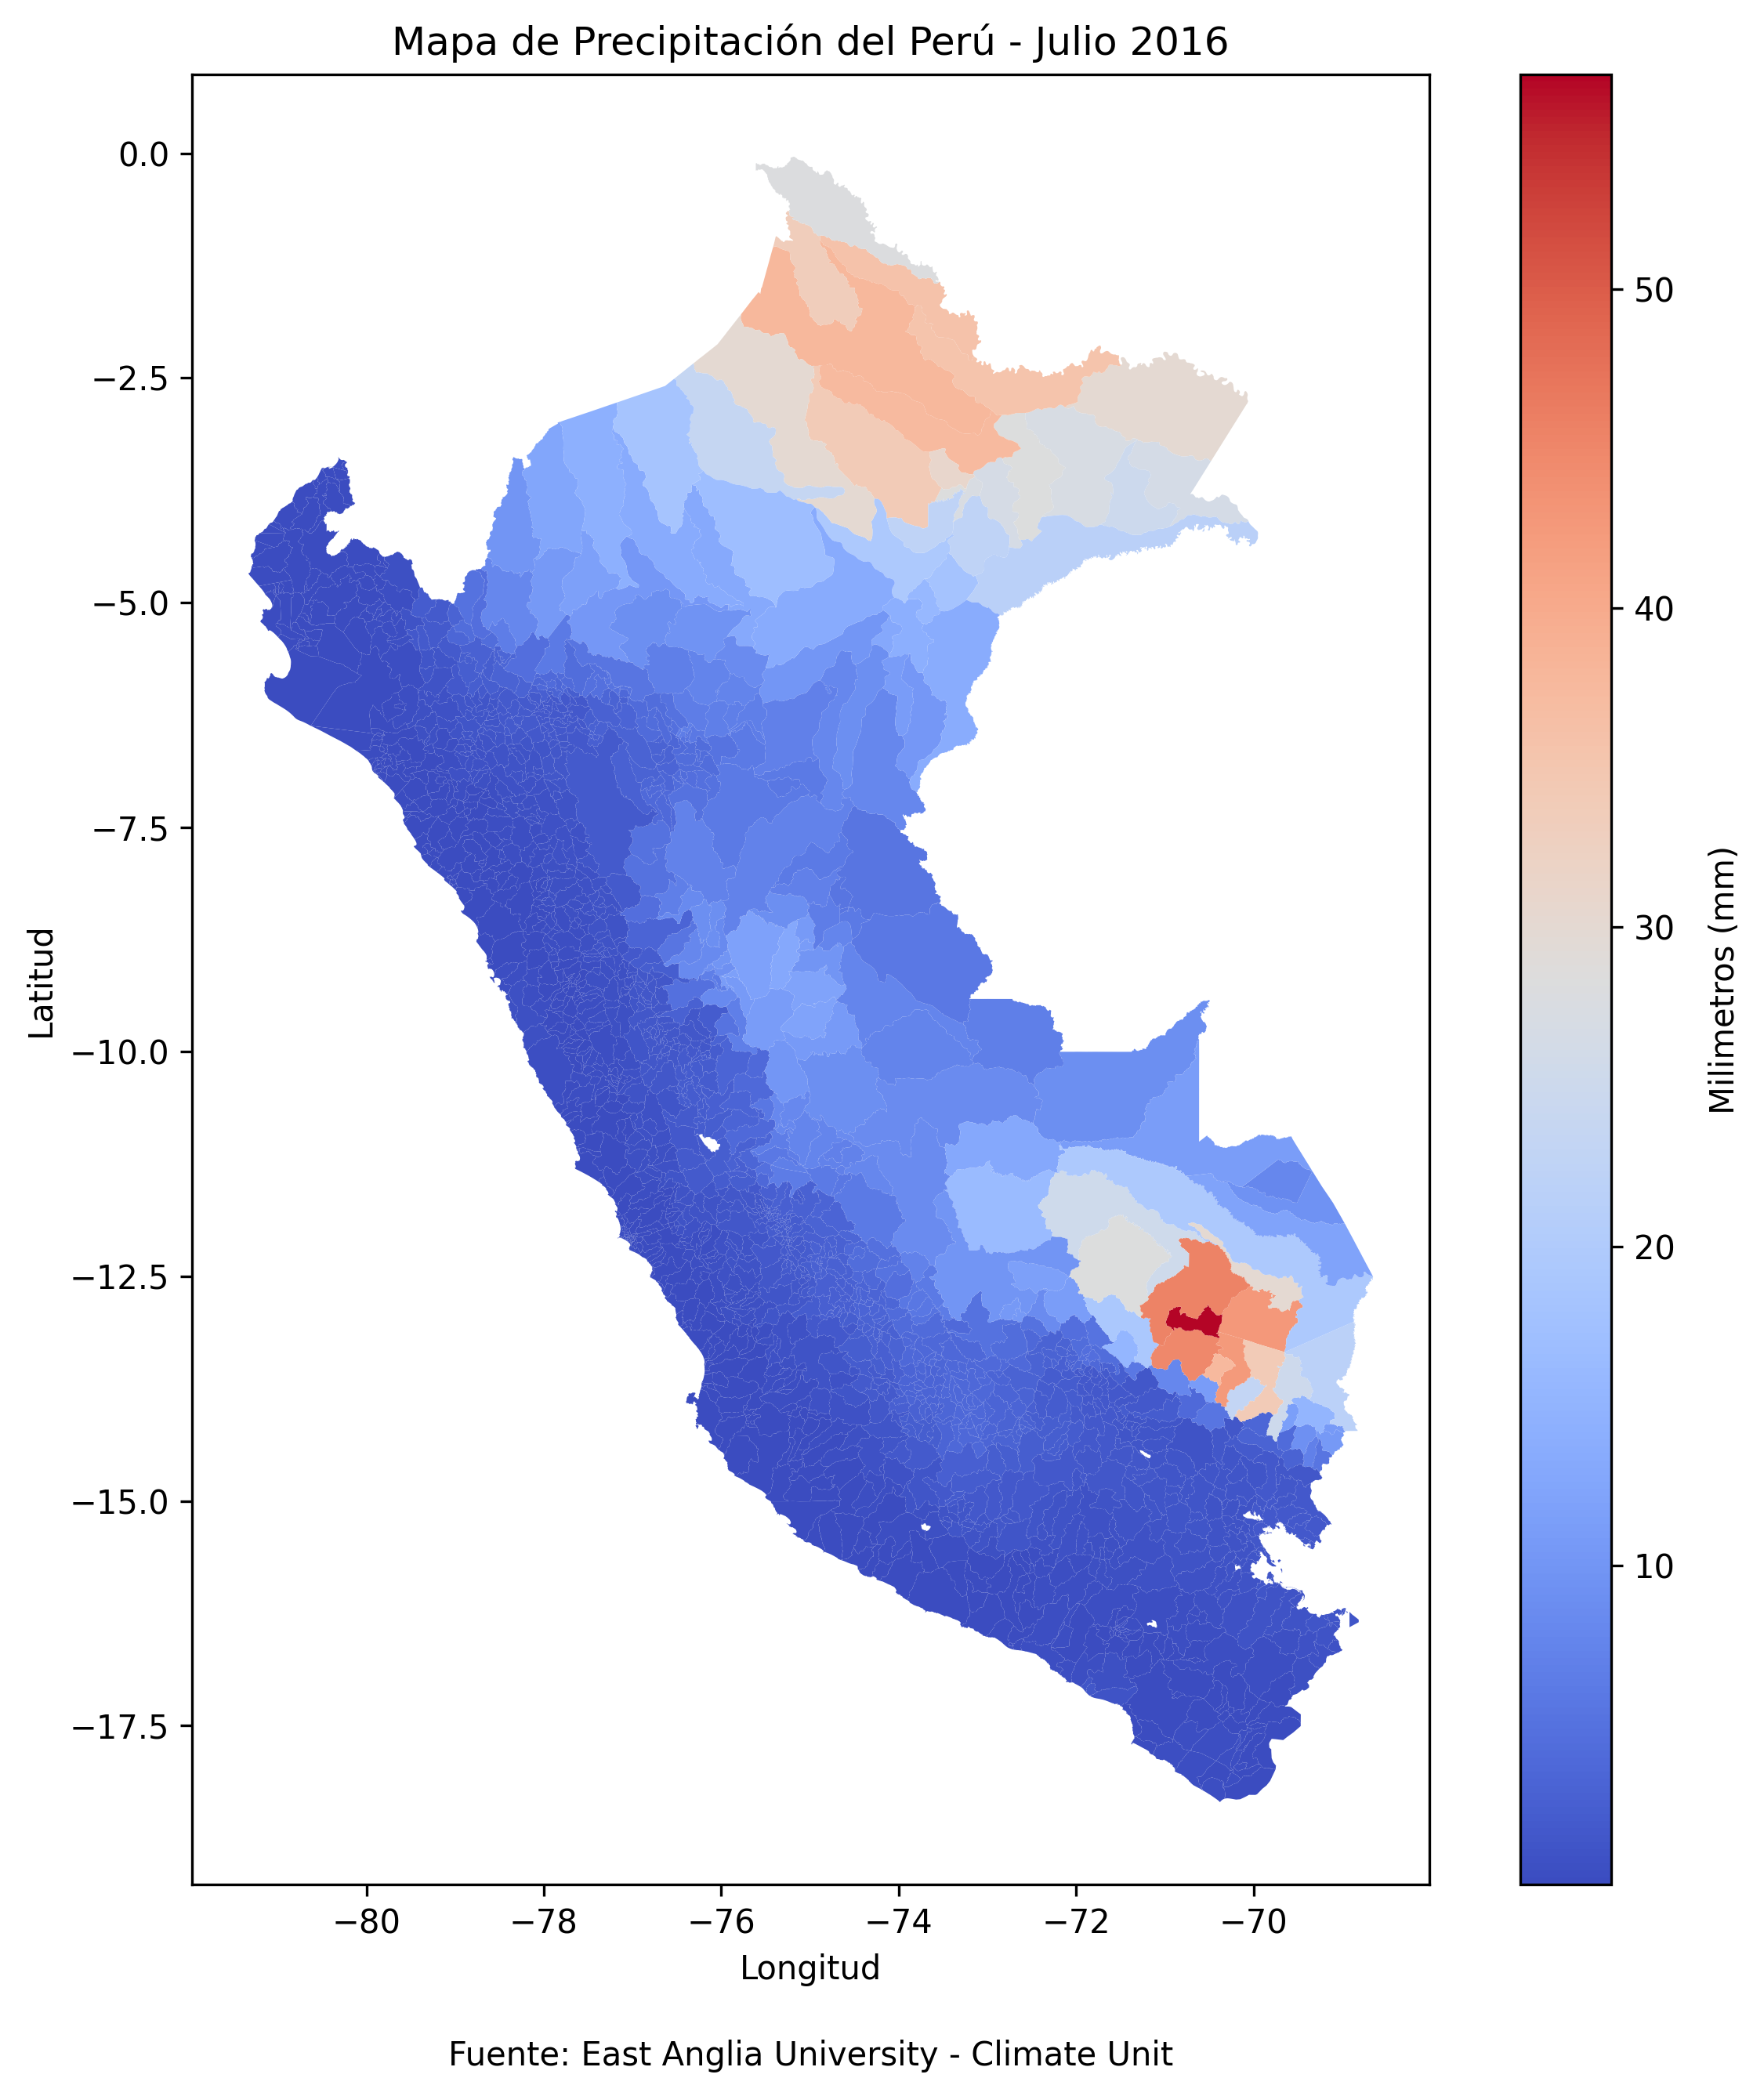 Mapa de Precipitación del Perú - Julio 2016
0.0
−2.5
−5.0
−7.5
−10.0
−12.5
−15.0
−17.5
Latitud
−80 −78 −76 −74 −72 −70
Longitud
50
40
30
20
10
Milimetros (mm)
Fuente: East Anglia University - Climate Unit